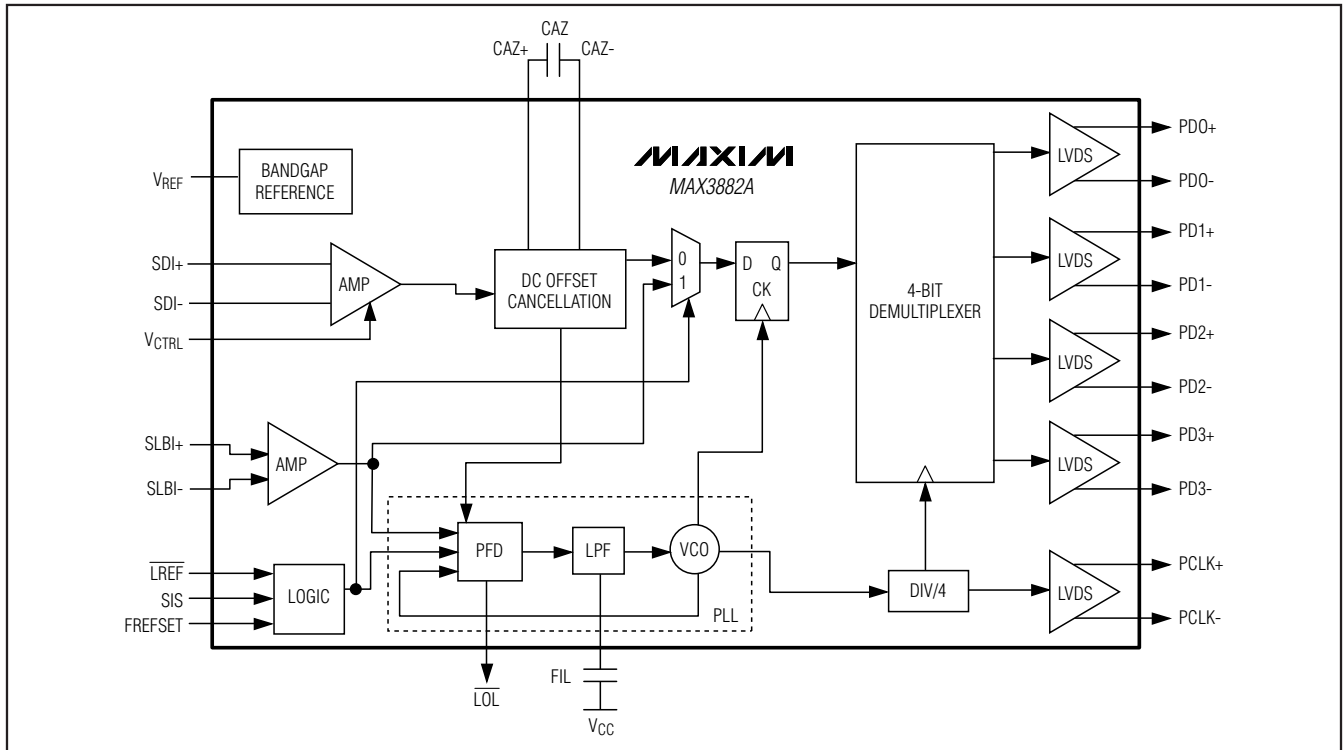 CAZ
CAZ+
CAZ-
MAXIM
MAX3882A
VREF
BANDGAP
REFERENCE
SDI+
SDI-
VCTRL
AMP
DC OFFSET
CANCELLATION
0
1
D Q
CK
4-BIT
DEMULTIPLEXER
LVDS
PD0+
PD0-
LVDS
PD1+
PD1-
LVDS
PD2+
PD2-
LVDS
PD3+
PD3-
SLBI+
SLBI-
AMP
LREF
SIS
FREFSET
LOGIC
PFD
LPF
VCO
PLL
DIV/4
LVDS
PCLK+
PCLK-
LOL
FIL
VCC